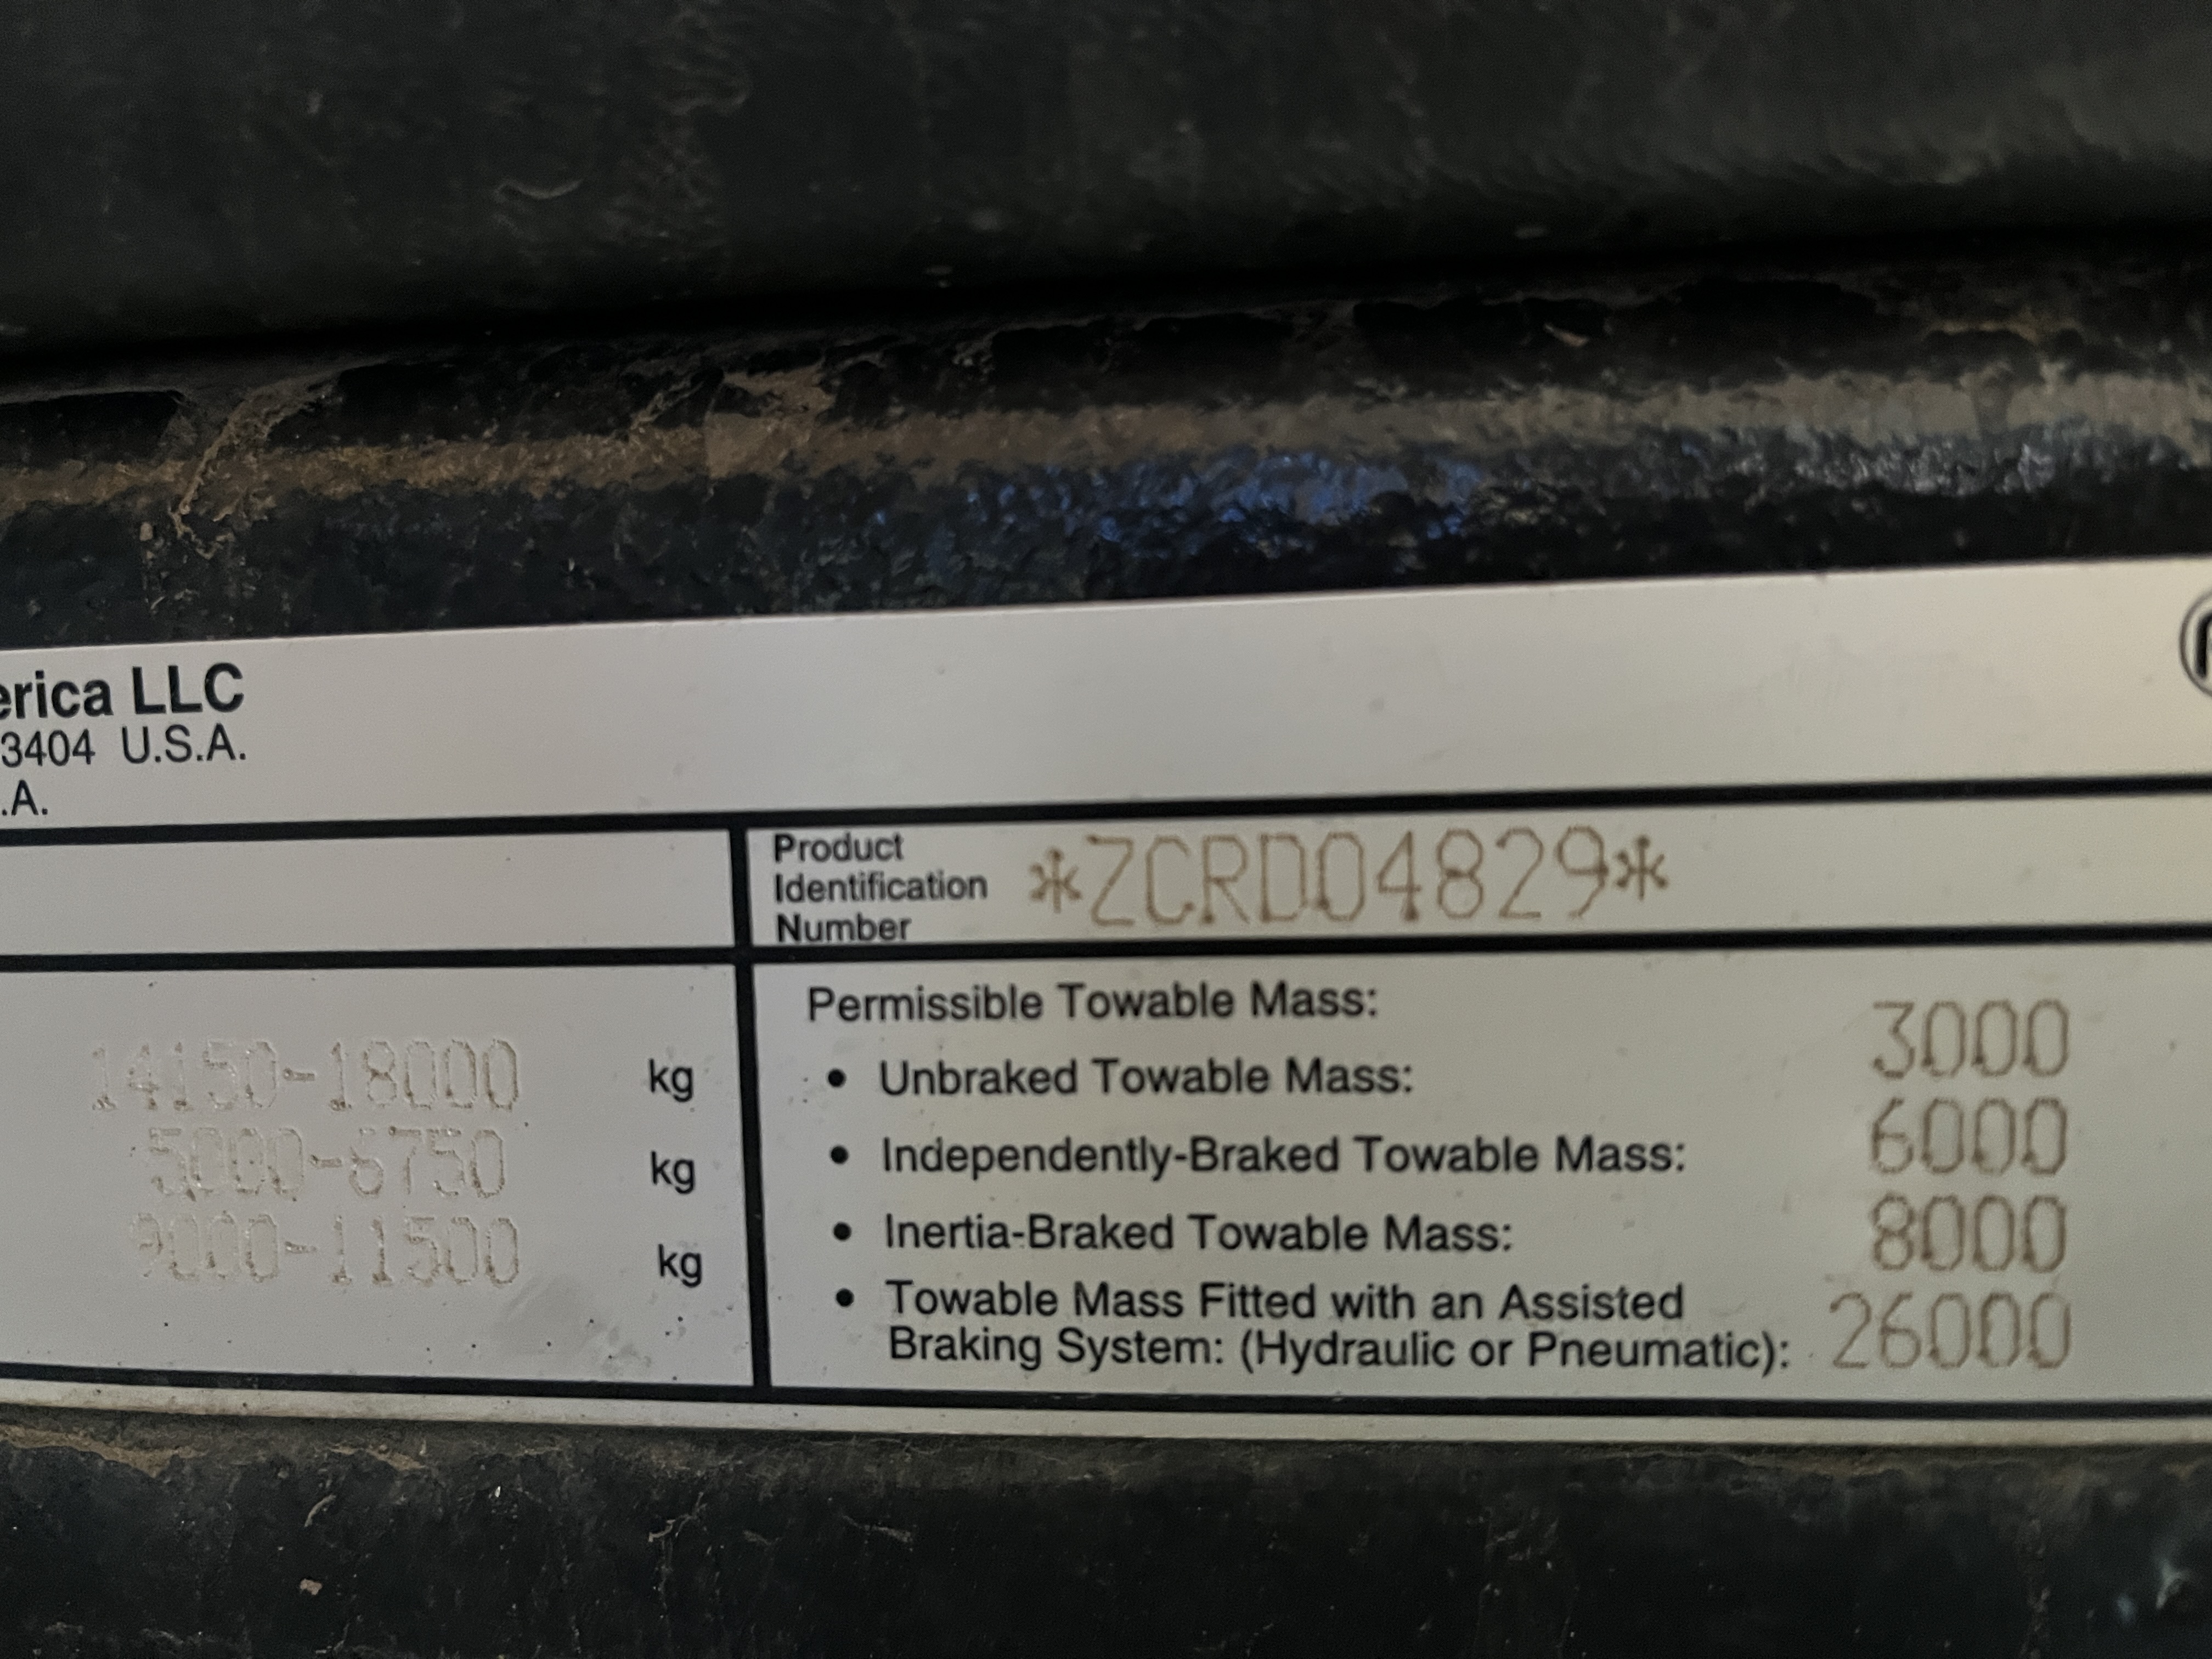 erica LLC
3404 U.S.A.
.A.
Product
Identification
Number
*ZCRD04829*
14150-18000 kg
5000-6750 kg
9000-11500 kg
Permissible Towable Mass: 3000
• Unbraked Towable Mass: 6000
• Independently-Braked Towable Mass: 8000
• Inertia-Braked Towable Mass: 26000
• Towable Mass Fitted with an Assisted
Braking System: (Hydraulic or Pneumatic):